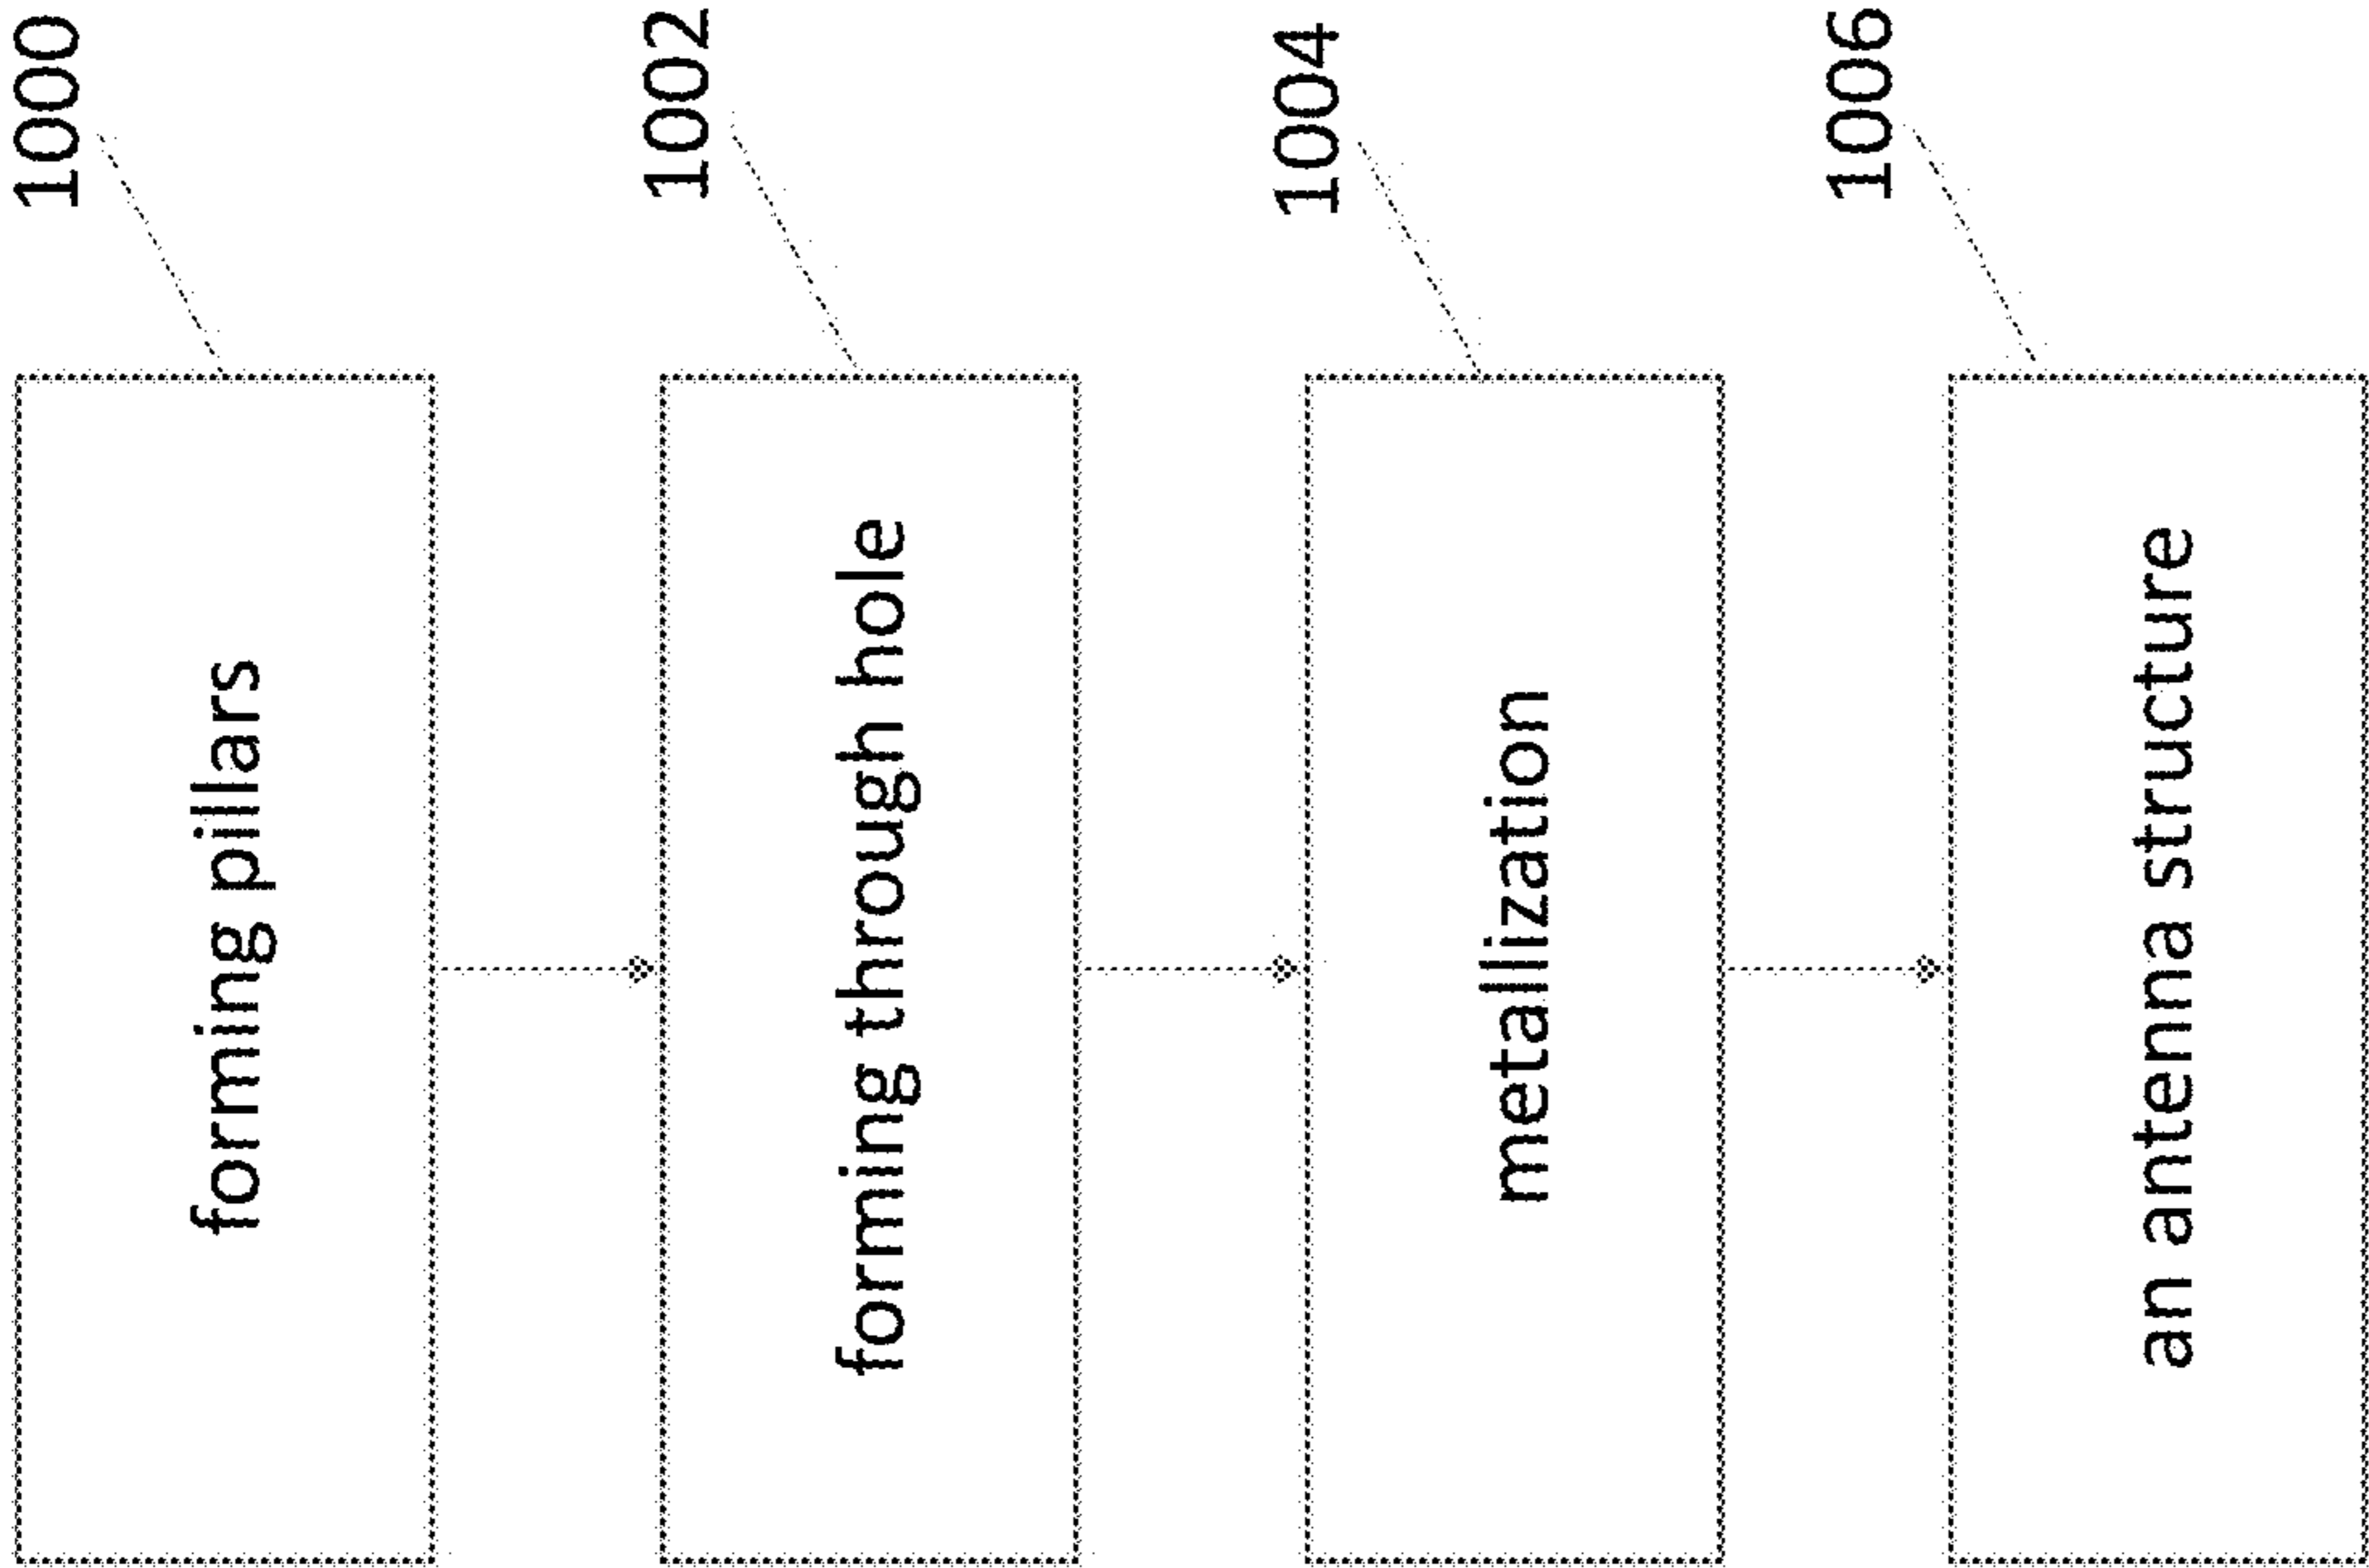 forming pillars
1000
forming through hole
1002
metallization
1004
an antenna structure
1006